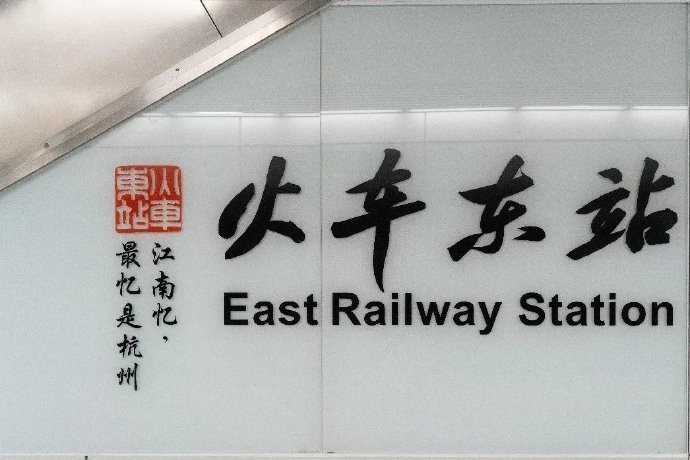 火車東站
江南忆，
最忆是杭州
火车东站
East Railway Station